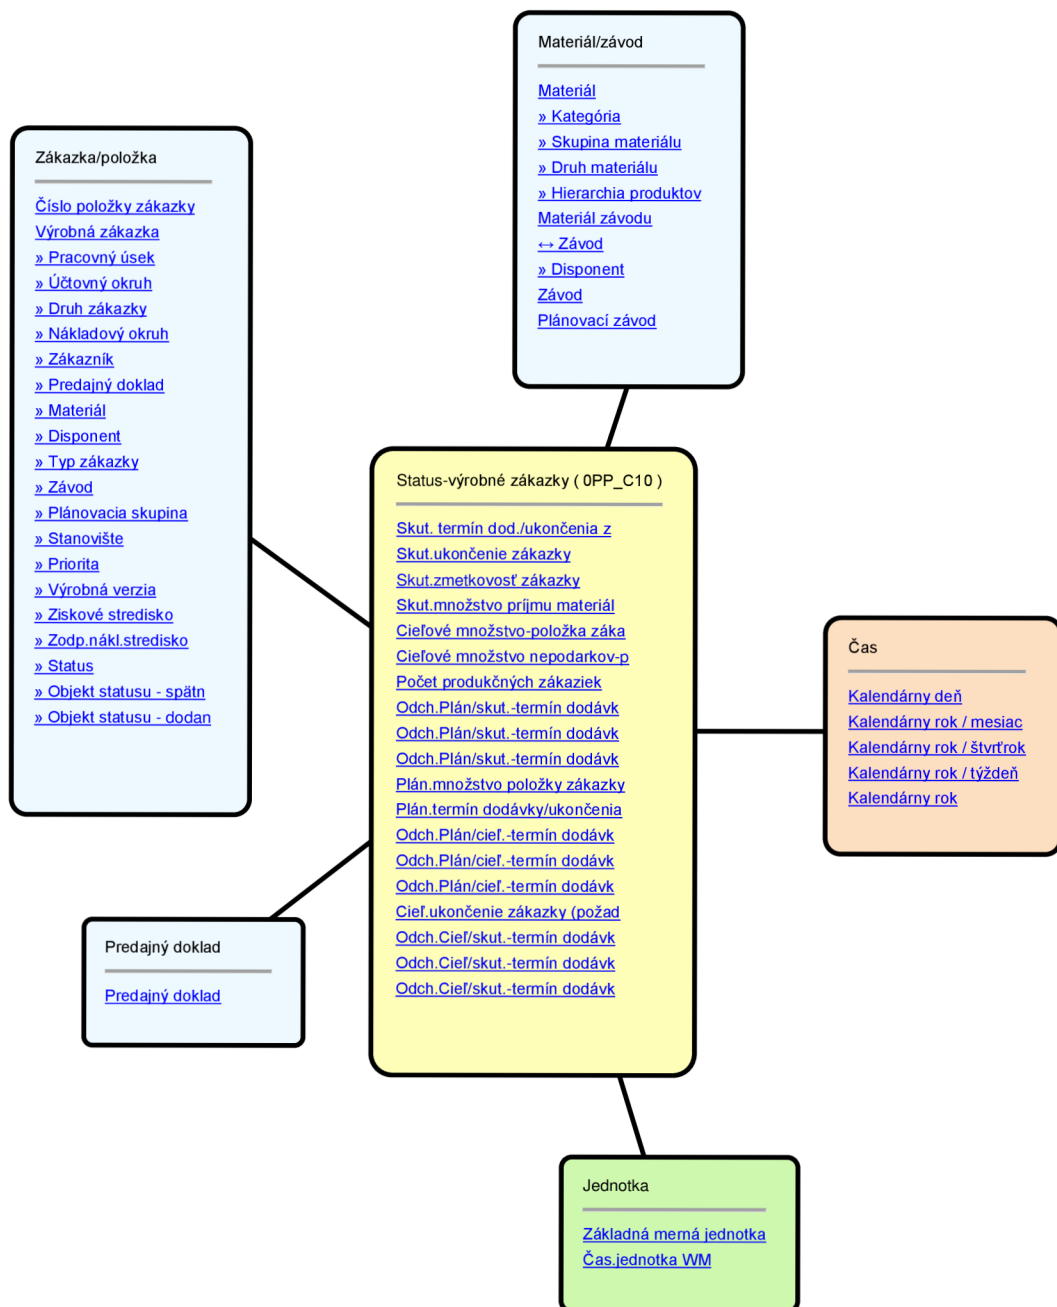 Materiál/závod
Materiál
» Kategória
» Skupina materiálu
» Druh materiálu
» Hierarchia produktov
Materiál závodu
↔ Závod
» Disponent
Závod
Plánovací závod
Zákazka/položka
Číslo položky zákazky
Výrobná zákazka
» Pracovný úsek
» Účtovný okruh
» Druh zákazky
» Nákladový okruh
» Zákazník
» Predajný doklad
» Materiál
» Disponent
» Typ zákazky
» Závod
» Plánovacia skupina
» Stanovište
» Priorita
» Výrobná verzia
» Ziskové stredisko
» Zodp.nákl.stredisko
» Status
» Objekt statusu - spätn
» Objekt statusu - dodan
Status-výrobné zákazky ( 0PP_C10 )
Skut. termín dod./ukončenia z
Skut.ukončenie zákazky
Skut.zmetkovosť zákazky
Skut.množstvo príjmu materiál
Cieľové množstvo-položka záka
Cieľové množstvo nepodarkov-p
Počet produkčných zákaziek
Odch.Plán/skut.-termín dodávk
Odch.Plán/skut.-termín dodávk
Odch.Plán/skut.-termín dodávk
Plán.množstvo položky zákazky
Plán.termín dodávky/ukončenia
Odch.Plán/cieľ.-termín dodávk
Odch.Plán/cieľ.-termín dodávk
Odch.Plán/cieľ.-termín dodávk
Cieľ.ukončenie zákazky (požad
Odch.Cieľ/skut.-termín dodávk
Odch.Cieľ/skut.-termín dodávk
Odch.Cieľ/skut.-termín dodávk
Čas
Kalendárny deň
Kalendárny rok / mesiac
Kalendárny rok / štvrťrok
Kalendárny rok / týždeň
Kalendárny rok
Predajný doklad
Predajný doklad
Jednotka
Základná merná jednotka
Čas.jednotka WM